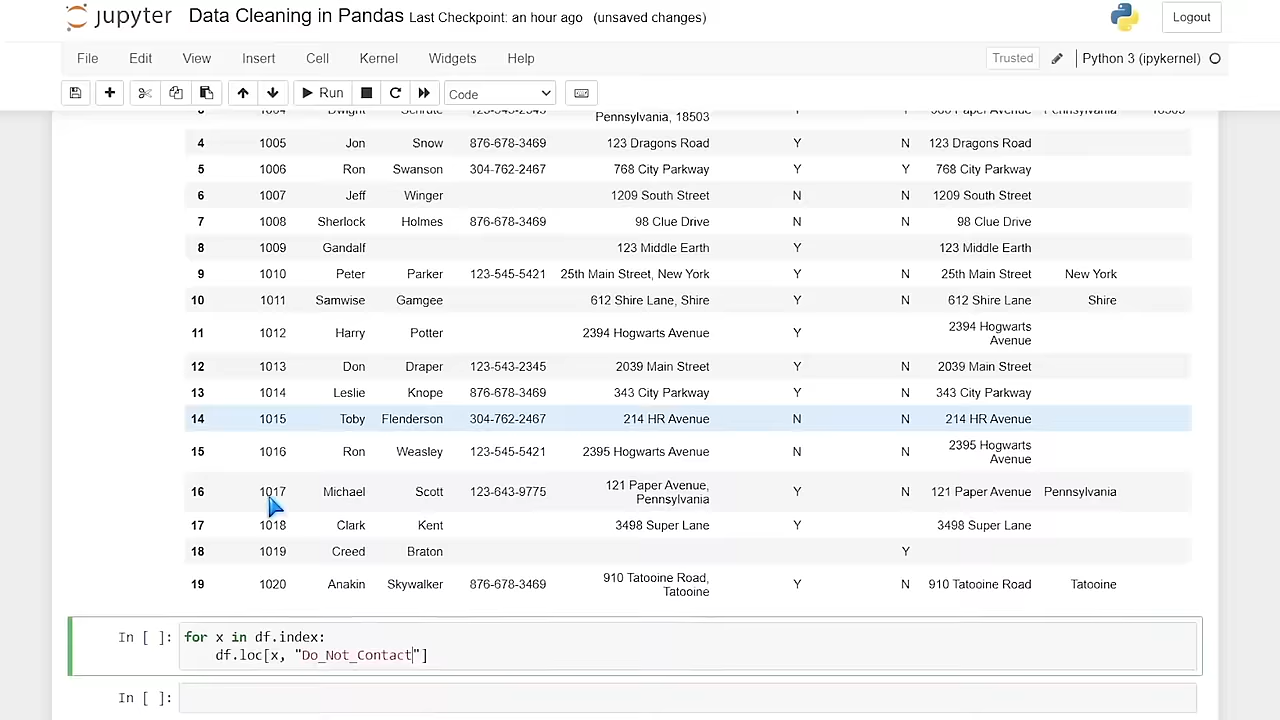 jupyter Data Cleaning in Pandas Last Checkpoint: an hour ago (unsaved changes) Logout
File Edit View Insert Cell Kernel Widgets Help Trusted Python 3 (ipykernel)
Run Code
3 1004 Dwight Schrute 123-543-2345 Pennsylvania, 18503 Y Y 980 Paper Avenue Pennsylvania 18503
4 1005 Jon Snow 876-678-3469 123 Dragons Road Y N 123 Dragons Road
5 1006 Ron Swanson 304-762-2467 768 City Parkway Y Y 768 City Parkway
6 1007 Jeff Winger 1209 South Street N N 1209 South Street
7 1008 Sherlock Holmes 876-678-3469 98 Clue Drive N N 98 Clue Drive
8 1009 Gandalf 123 Middle Earth Y 123 Middle Earth
9 1010 Peter Parker 123-545-5421 25th Main Street, New York Y N 25th Main Street New York
10 1011 Samwise Gamgee 612 Shire Lane, Shire Y N 612 Shire Lane Shire
11 1012 Harry Potter 2394 Hogwarts Avenue Y 2394 Hogwarts
Avenue
12 1013 Don Draper 123-543-2345 2039 Main Street Y N 2039 Main Street
13 1014 Leslie Knope 876-678-3469 343 City Parkway Y N 343 City Parkway
14 1015 Toby Flenderson 304-762-2467 214 HR Avenue N N 214 HR Avenue
15 1016 Ron Weasley 123-545-5421 2395 Hogwarts Avenue N N 2395 Hogwarts
Avenue
16 1017 Michael Scott 123-643-9775 121 Paper Avenue,
Pennsylvania Y N 121 Paper Avenue Pennsylvania
17 1018 Clark Kent 3498 Super Lane Y 3498 Super Lane
18 1019 Creed Braton Y
19 1020 Anakin Skywalker 876-678-3469 910 Tatooine Road,
Tatooine Y N 910 Tatooine Road Tatooine
In [ ]: for x in df.index:
df.loc[x, "Do_Not_Contact"]
In [ ]: